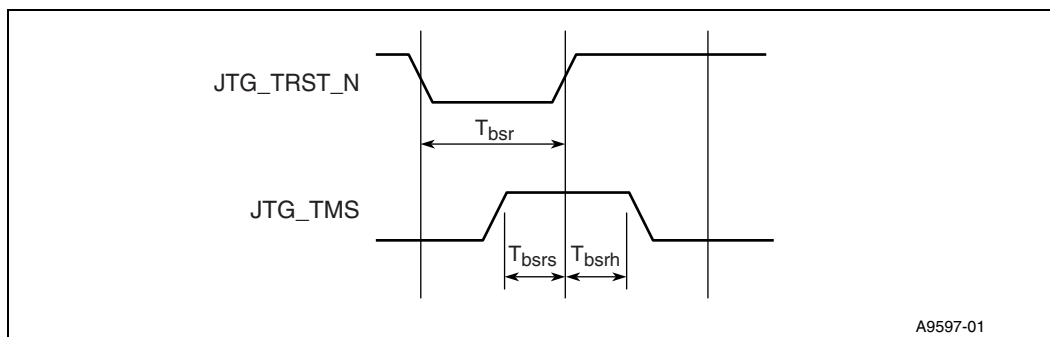 JTG_TRST_N
Tbsr
JTG_TMS
Tbsrs Tbsrh
A9597-01